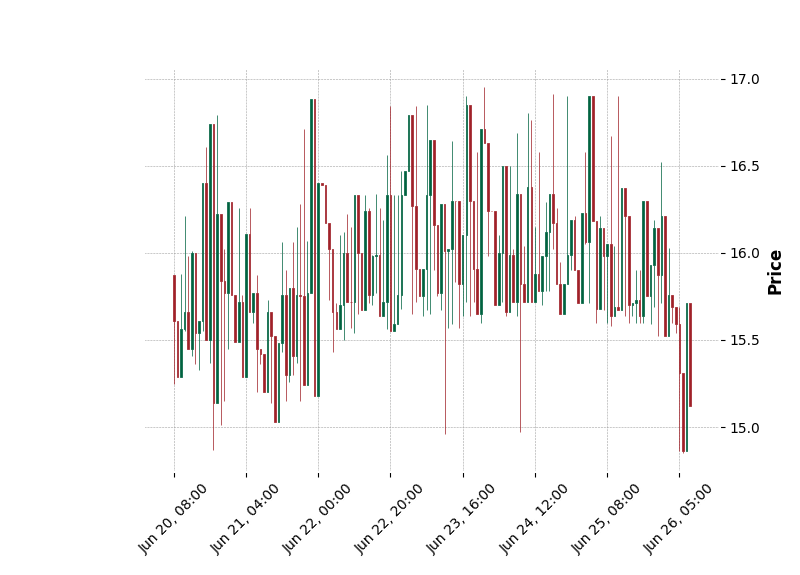 17.0
16.5
16.0
15.5
15.0
Price
Jun 20, 08:00
Jun 21, 04:00
Jun 22, 00:00
Jun 22, 20:00
Jun 23, 16:00
Jun 24, 12:00
Jun 25, 08:00
Jun 26, 05:00